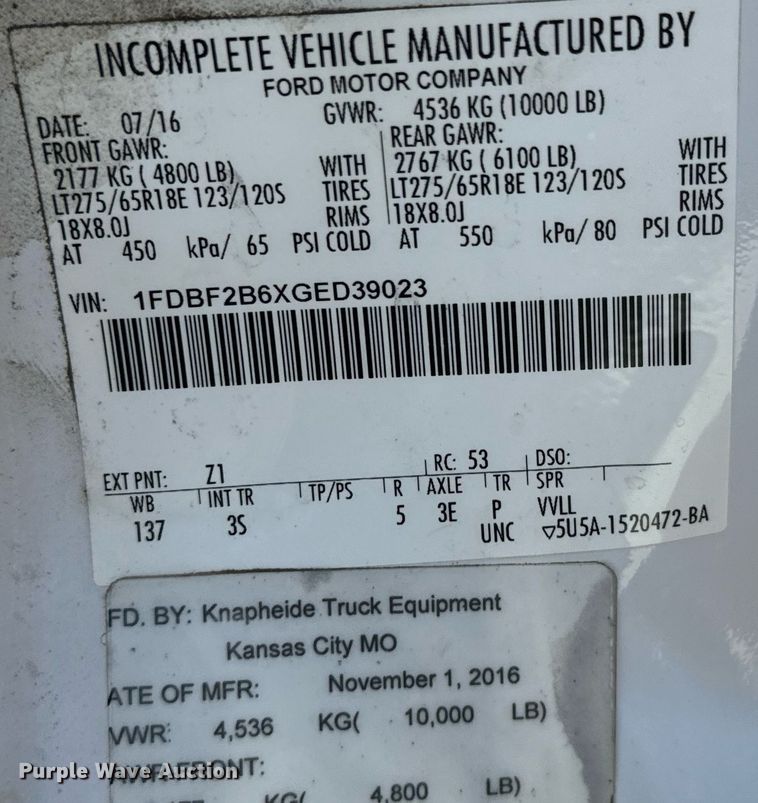 INCOMPLETE VEHICLE MANUFACTURED BY
FORD MOTOR COMPANY
DATE: 07/16 GVWR: 4536 KG (10000 LB)
FRONT GAWR: REAR GAWR:
2177 KG ( 4800 LB) WITH 2767 KG ( 6100 LB) WITH
LT275/65R18E 123/120S TIRES LT275/65R18E 123/120S TIRES
18X8.0J RIMS 18X8.0J RIMS
AT 450 kPa/ 65 PSI COLD AT 550 kPa/ 80 PSI COLD
VIN: 1FDBF2B6XGED39023
EXT PNT: Z1 RC: 53 DSO:
WB INT TR TP/PS R AXLE TR SPR
137 3S 5 3E P VVLL
UNC ▽5U5A-1520472-BA
FD. BY: Knapheide Truck Equipment
Kansas City MO
ATE OF MFR: November 1, 2016
VWR: 4,536 KG( 10,000 LB)
Purple Wave Auction
KG( 4,800 LB)